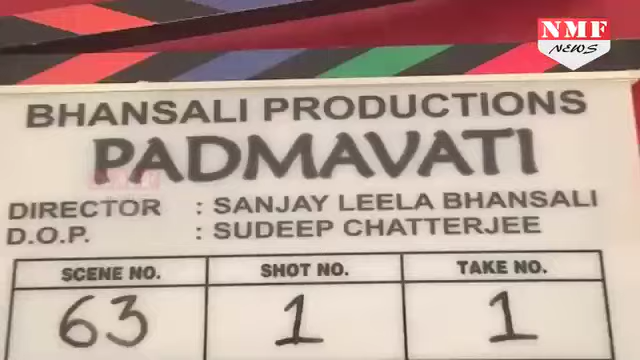 NMF
NEWS
BHANSALI PRODUCTIONS
PADMAVATI
NMF
DIRECTOR : SANJAY LEELA BHANSALI
D.O.P. : SUDEEP CHATTERJEE
SCENE NO. SHOT NO. TAKE NO.
63 1 1